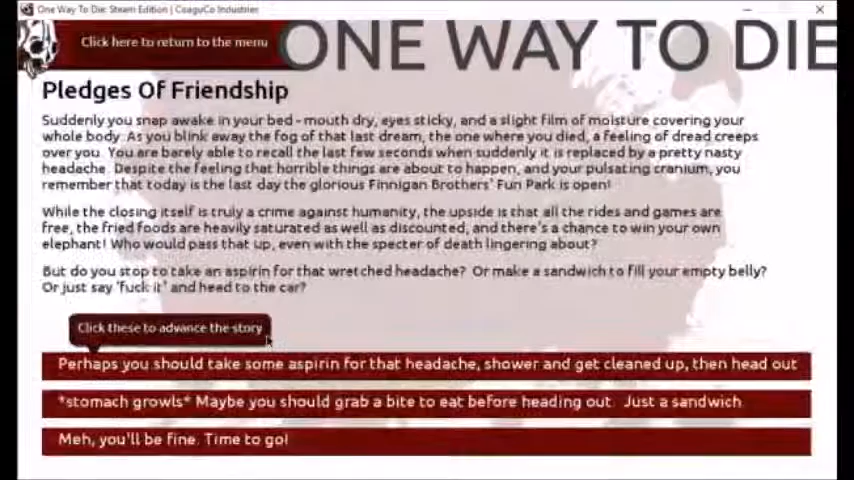 One Way To Die: Steam Edition | CoaguCo Industries
Click here to return to the menu
ONE WAY TO DIE
Pledges Of Friendship
Suddenly you snap awake in your bed - mouth dry, eyes sticky, and a slight film of moisture covering your
whole body. As you blink away the fog of that last dream, the one where you died, a feeling of dread creeps
over you. You are barely able to recall the last few seconds when suddenly it is replaced by a pretty nasty
headache. Despite the feeling that horrible things are about to happen, and your pulsating cranium, you
remember that today is the last day the glorious Finnigan Brothers' Fun Park is open!
While the closing itself is truly a crime against humanity, the upside is that all the rides and games are
free, the fried foods are heavily saturated as well as discounted, and there's a chance to win your own
elephant! Who would pass that up, even with the specter of death lingering about?
But do you stop to take an aspirin for that wretched headache? Or make a sandwich to fill your empty belly?
Or just say 'fuck it' and heed to the car?
Click these to advance the story
Perhaps you should take some aspirin for that headache, shower and get cleaned up, then head out
*stomach growls* Maybe you should grab a bite to eat before heading out. Just a sandwich
Meh, you'll be fine. Time to go!